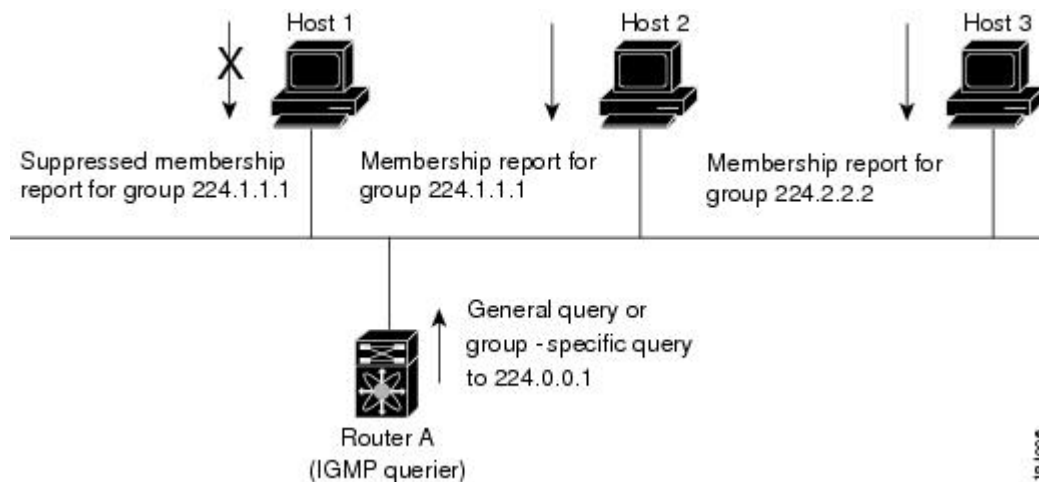 Host 1
Host 2
Host 3
Suppressed membership
report for group 224.1.1.1
Membership report for
group 224.1.1.1
Membership report for
group 224.2.2.2
General query or
group - specific query
to 224.0.0.1
Router A
(IGMP querier)